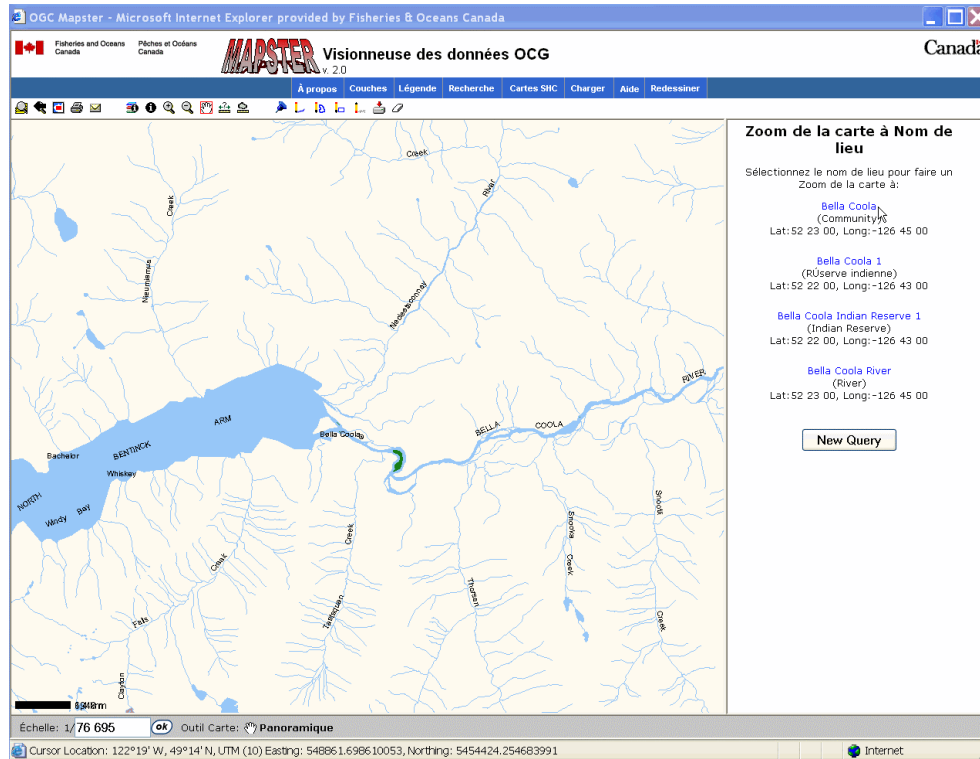 OGC Mapster - Microsoft Internet Explorer provided by Fisheries & Oceans Canada
Fisheries and Oceans Canada
Pêches et Océans Canada
MAPSTER
v. 2.0
Visionneuse des données OCG
Canada
À propos Couches Légende Recherche Cartes SHC Charger Aide Redessiner
Creek
River
Creek
Nieumiamus
Nedeasconnay
RIVER
ARM
BELLA
COOLA
Bella Coola
BENTINCK
Bachelor
Whiskey
NORTH
Windy Bay
Snootli
Creek
Snooka
Creek
Creek
Creek
Tastsquan
Thorsen
Creek
Falls
Clayton
Zoom de la carte à Nom de
lieu
Sélectionnez le nom de lieu pour faire un
Zoom de la carte à:
Bella Coola
(Community)
Lat:52 23 00, Long:-126 45 00
Bella Coola 1
(RÚserve indienne)
Lat:52 22 00, Long:-126 43 00
Bella Coola Indian Reserve 1
(Indian Reserve)
Lat:52 22 00, Long:-126 43 00
Bella Coola River
(River)
Lat:52 23 00, Long:-126 45 00
New Query
Échelle: 1/76 695 ok Outil Carte: Panoramique
Cursor Location: 122°19' W, 49°14' N, UTM (10) Easting: 548861.698610053, Northing: 5454424.254683991
Internet